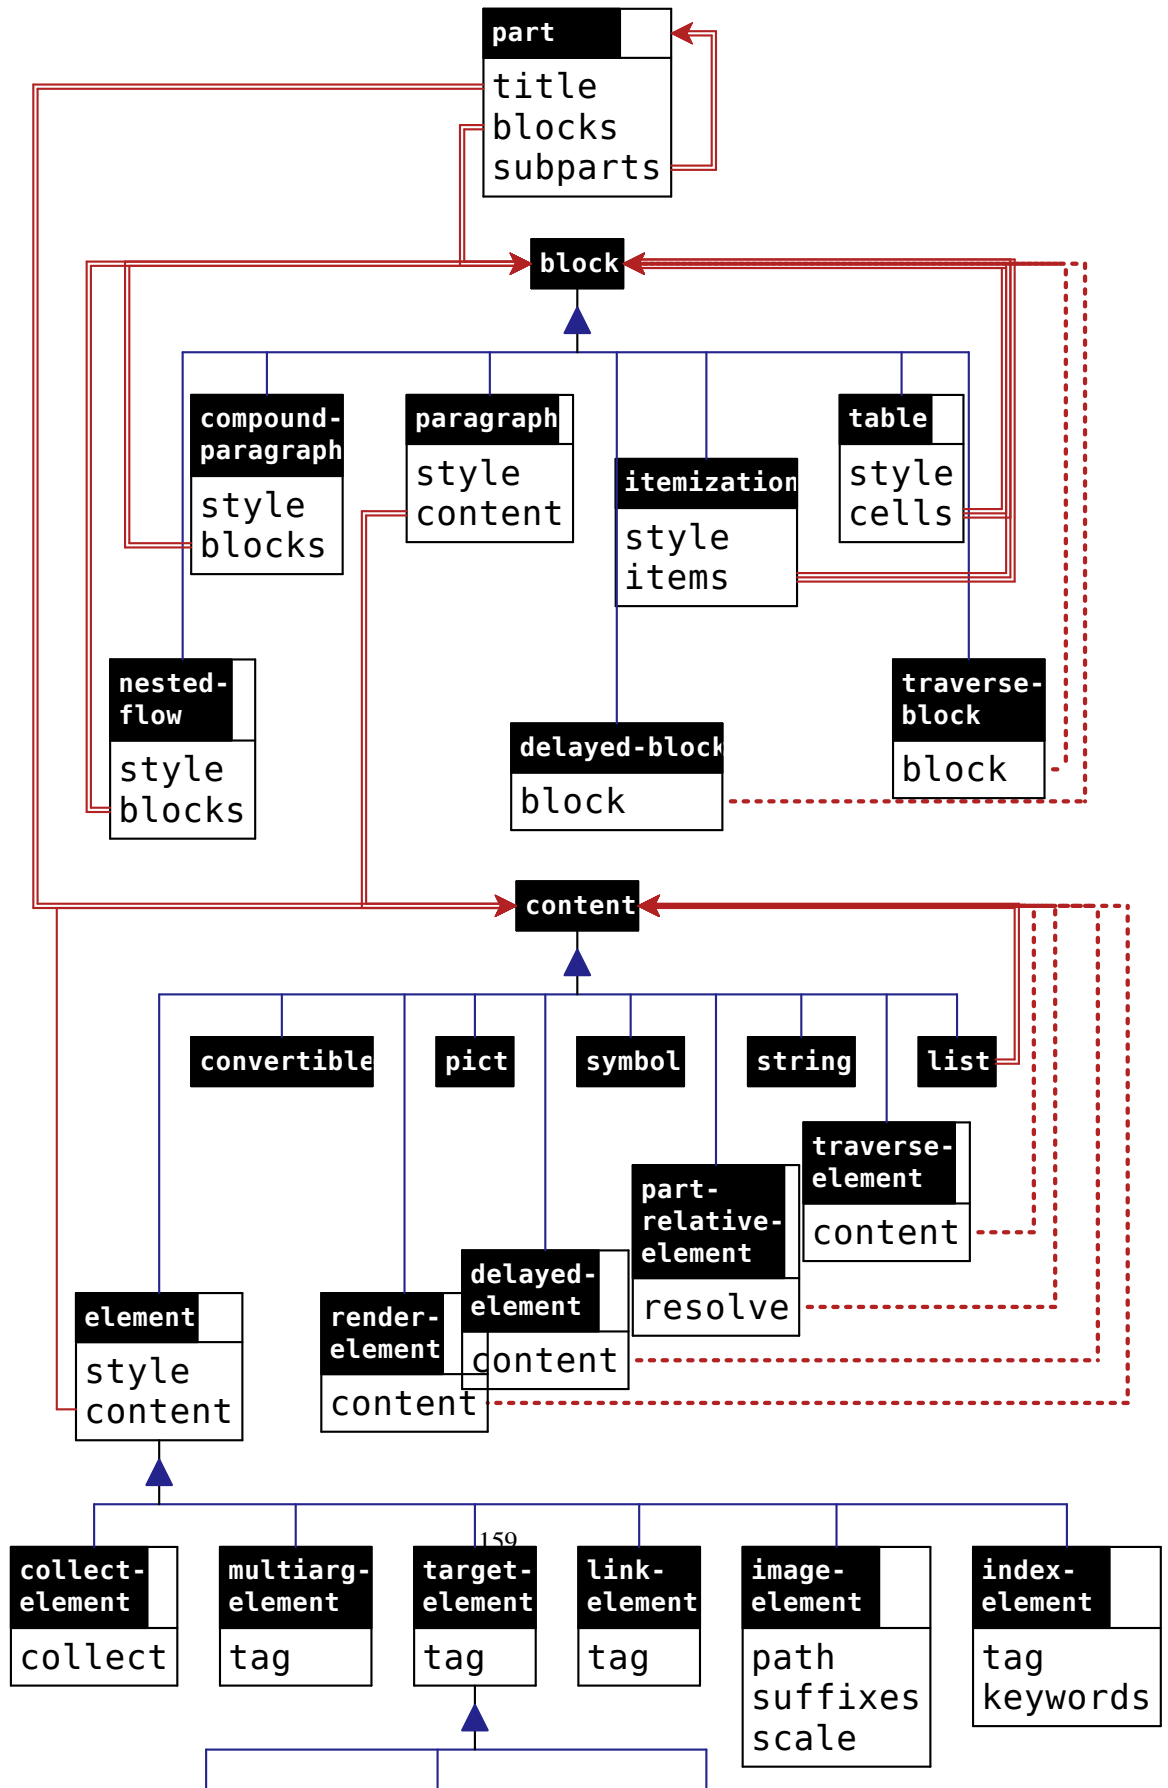 part
title
blocks
subparts
block
compound-
paragraph
style
blocks
paragraph
style
content
itemization
style
items
table
style
cells
nested-
flow
style
blocks
delayed-block
block
traverse-
block
block
content
convertible
pict
symbol
string
list
traverse-
element
content
part-
relative-
element
resolve
delayed-
element
content
render-
element
content
element
style
content
159
collect-
element
collect
multiarg-
element
tag
target-
element
tag
link-
element
tag
image-
element
path
suffixes
scale
index-
element
tag
keywords